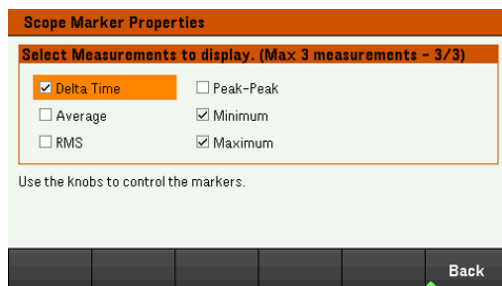 Scope Marker Properties
Select Measurements to display. (Max 3 measurements - 3/3)
Delta Time
Peak-Peak
Average
Minimum
RMS
Maximum
Use the knobs to control the markers.
Back